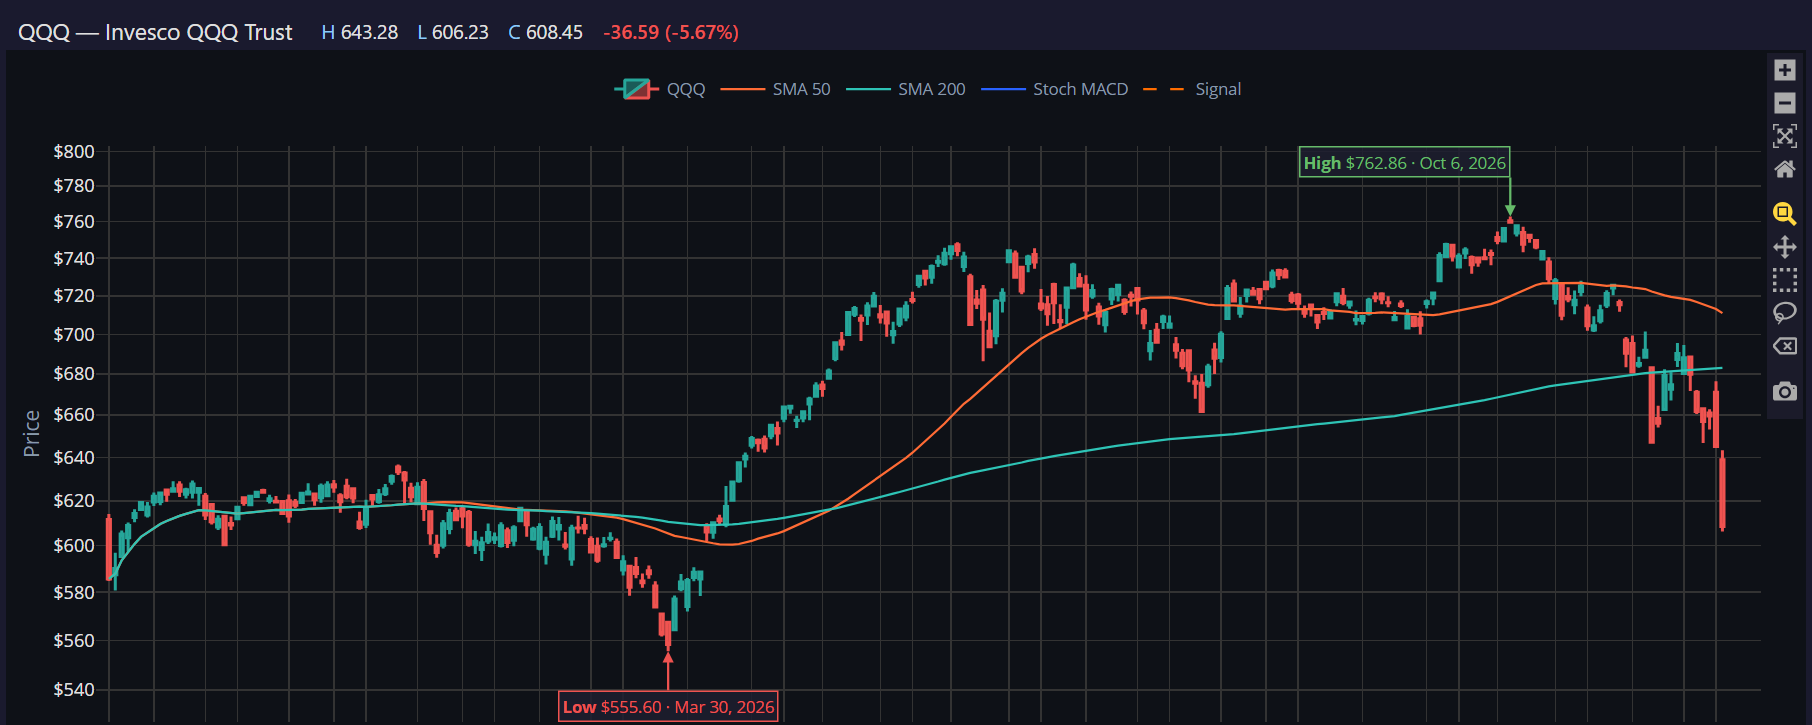 QQQ — Invesco QQQ Trust H 643.28 L 606.23 C 608.45 -36.59 (-5.67%)
QQQ SMA 50 SMA 200 Stoch MACD Signal
High $762.86 · Oct 6, 2026
$800
$780
$760
$740
$720
$700
$680
$660
$640
$620
$600
$580
$560
$540
Price
Low $555.60 · Mar 30, 2026